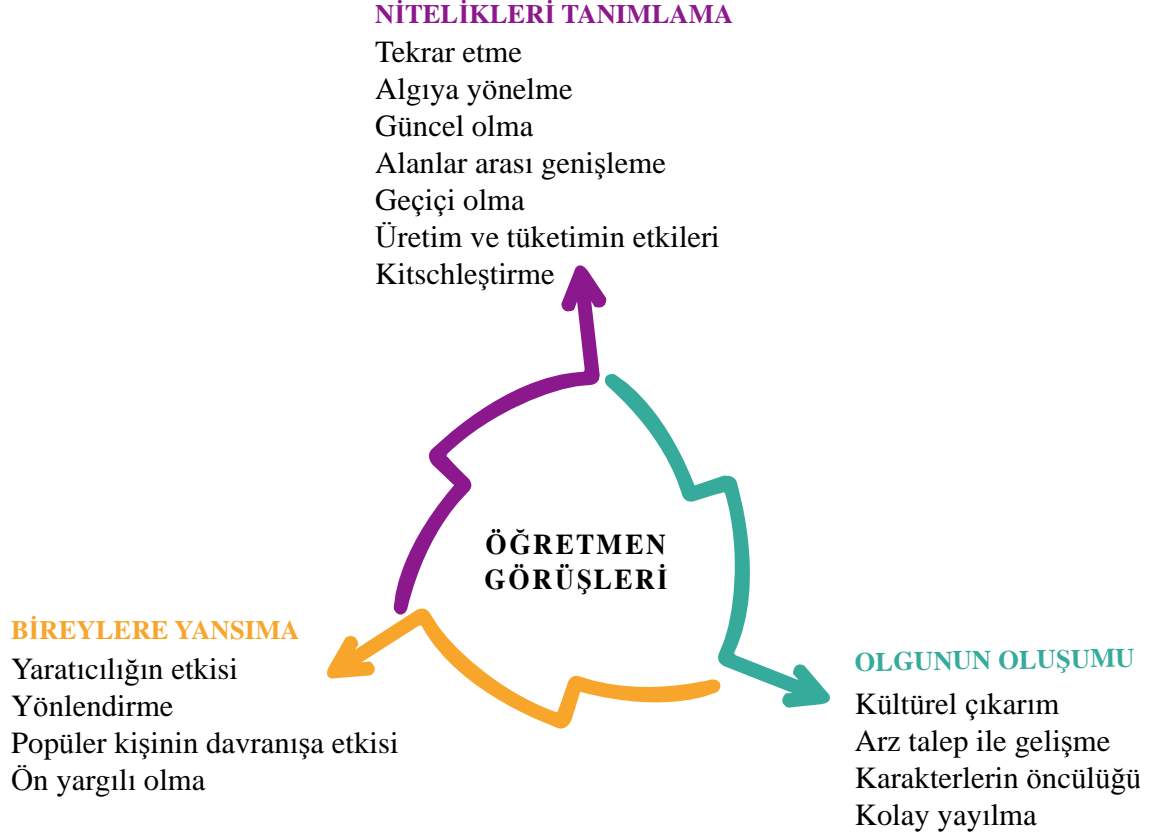 NİTELİKLERİ TANIMLAMA
Tekrar etme
Algıya yönelme
Güncel olma
Alanlar arası genişleme
Geçiçi olma
Üretim ve tüketimin etkileri
Kitschleştirme
ÖĞRETMEN
GÖRÜŞLERİ
BİREYLERE YANSIMA
Yaratıcılığın etkisi
Yönlendirme
Popüler kişinin davranışa etkisi
Ön yargılı olma
OLGUNUN OLUŞUMU
Kültürel çıkarım
Arz talep ile gelişme
Karakterlerin öncülüğü
Kolay yayılma